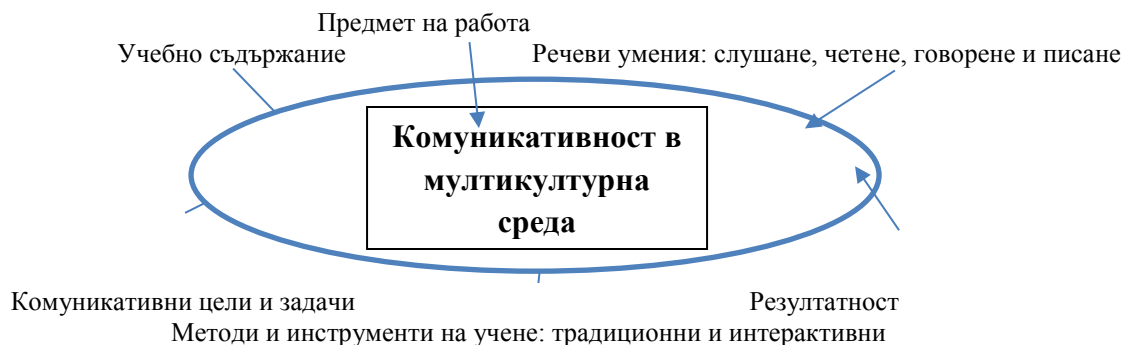 Предмет на работа
Учебно съдържание
Речеви умения: слушане, четене, говорене и писане
Комуникативност в
мултикултурна
среда
Комуникативни цели и задачи
Резултатност
Методи и инструменти на учене: традиционни и интерактивни